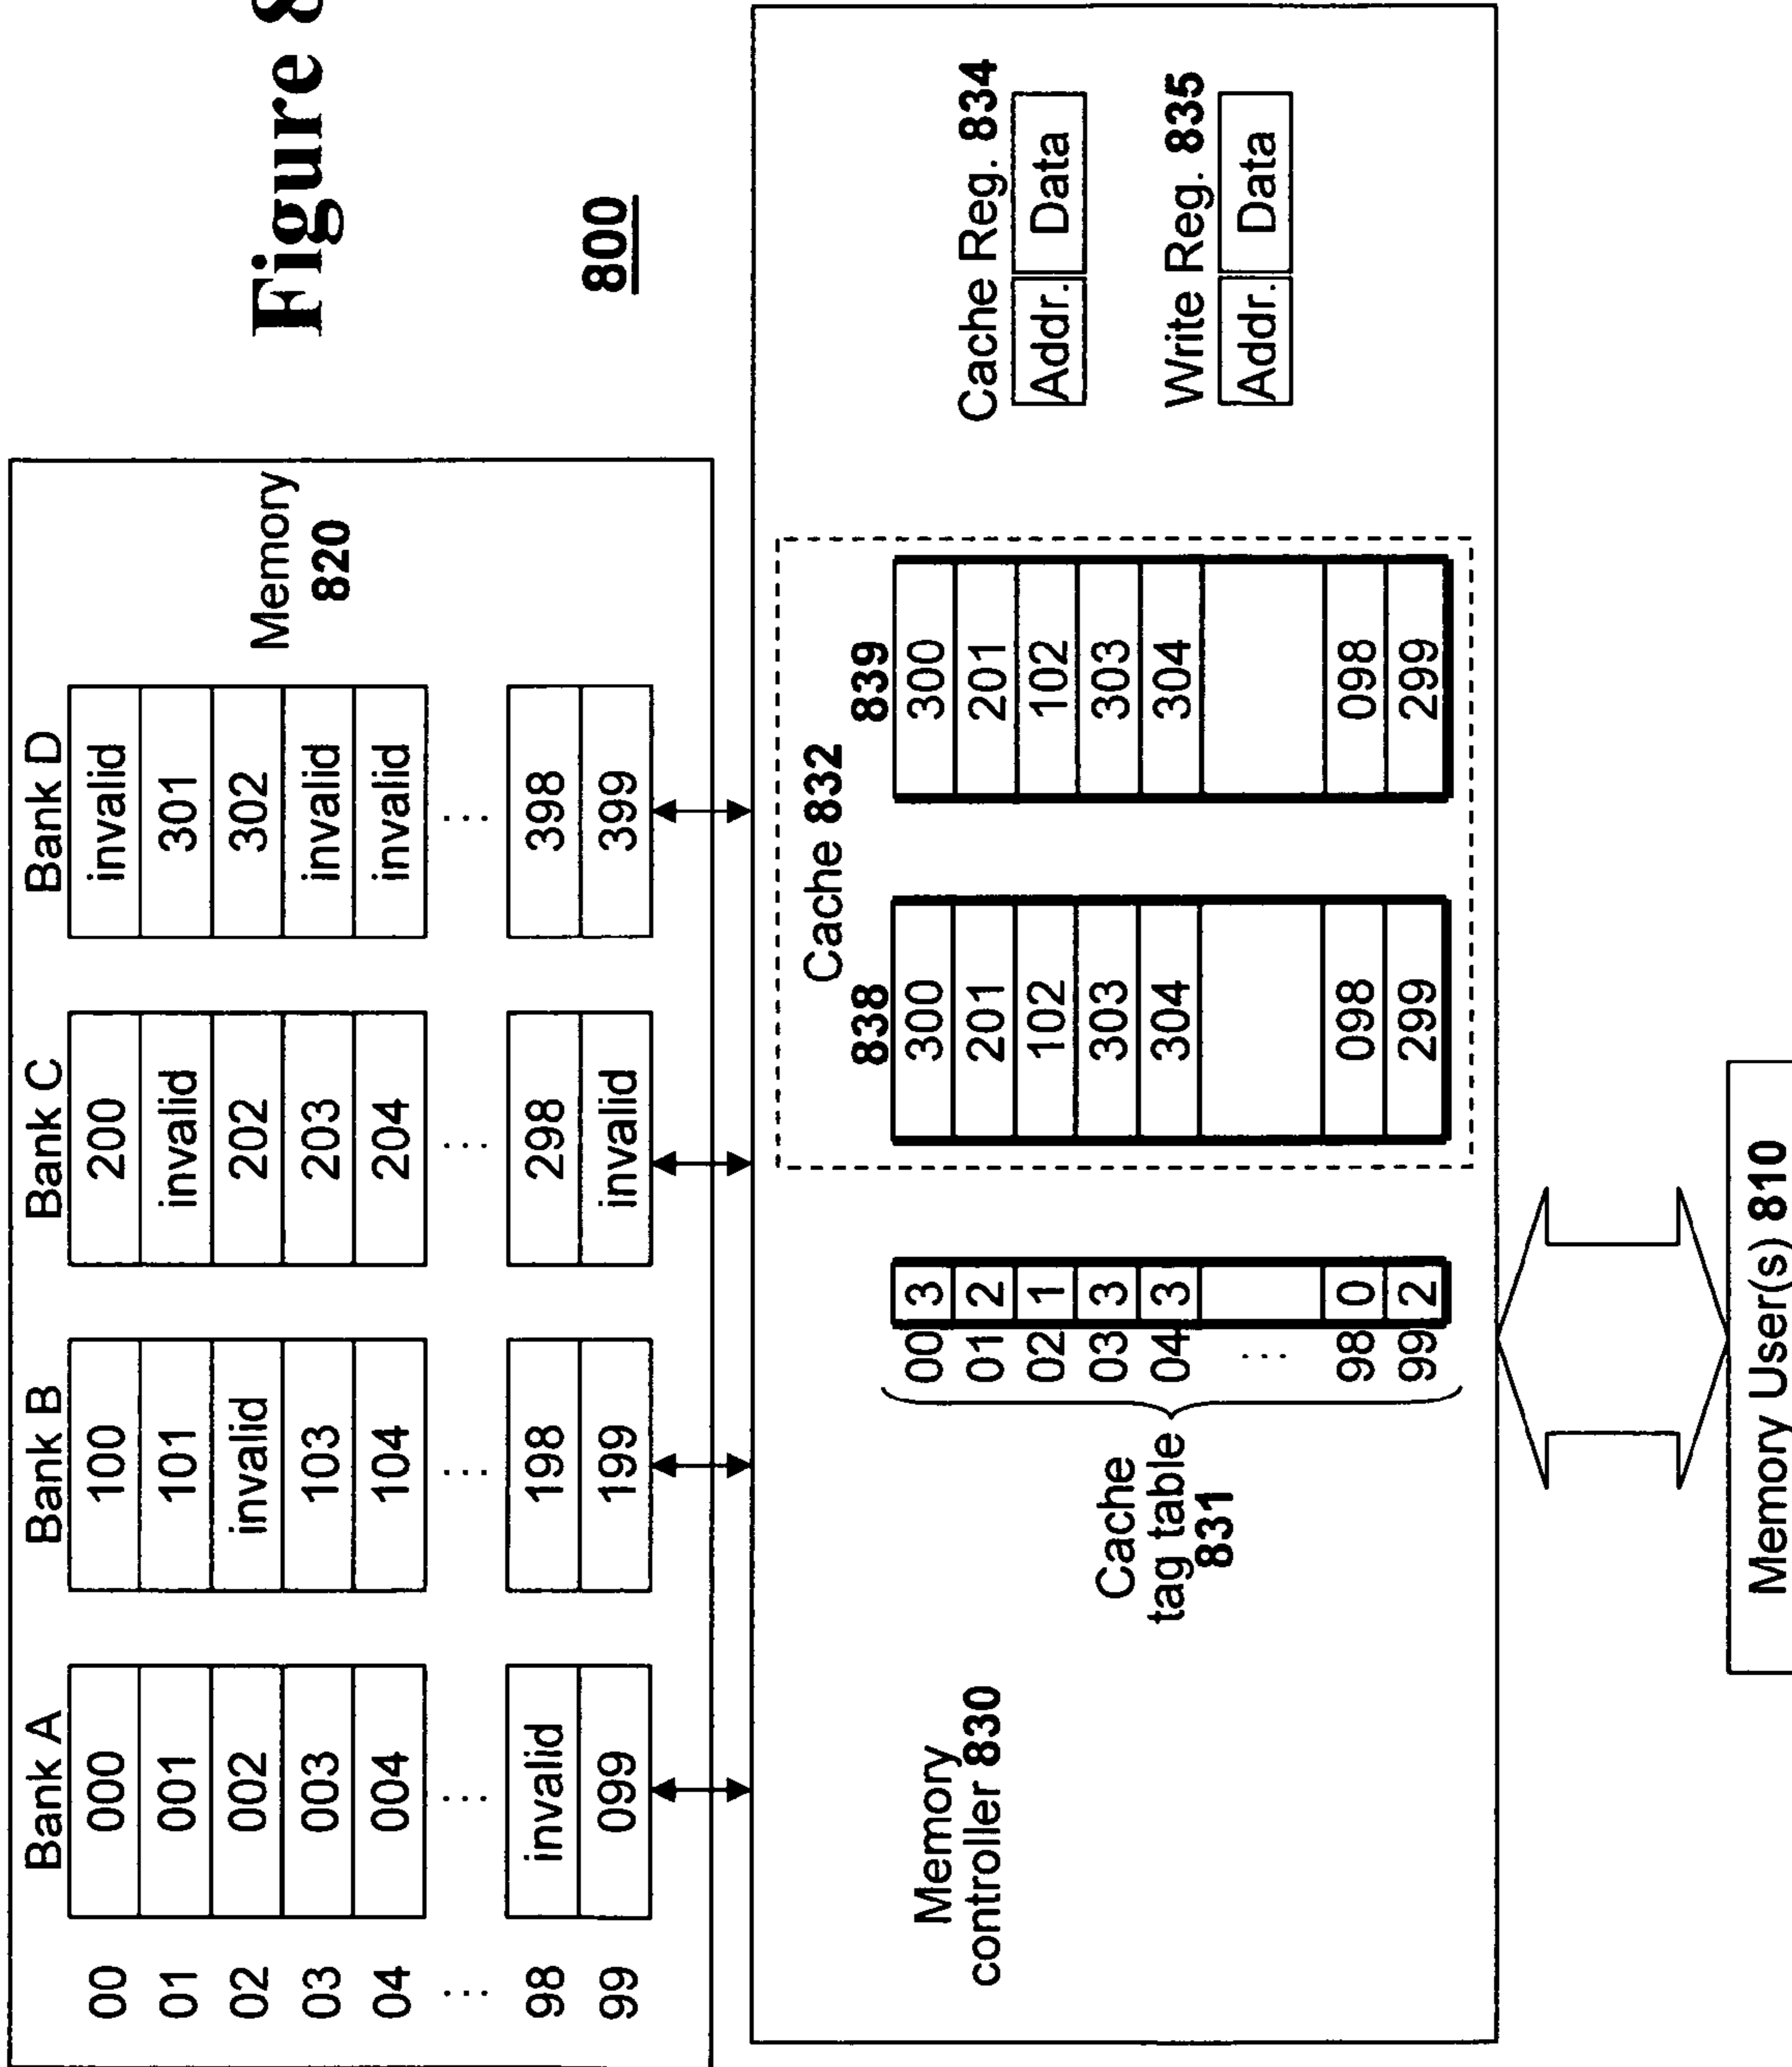 Figure 8
800
Bank A Bank B Bank C Bank D
00 000 100 200 invalid
01 001 101 invalid 301
02 002 invalid 202 302
03 003 103 203 invalid
04 004 104 204 invalid
... ... ... ... ...
98 invalid 198 298 398
99 099 199 invalid 399
Memory
820
Memory
controller 830
Cache
tag table
831
00 3
01 2
02 1
03 3
04 3
...
98 0
99 2
Cache 832
838 839
300 300
201 201
102 102
303 303
304 304
098 098
299 299
Cache Reg. 834
Addr. Data
Write Reg. 835
Addr. Data
Memory User(s) 810